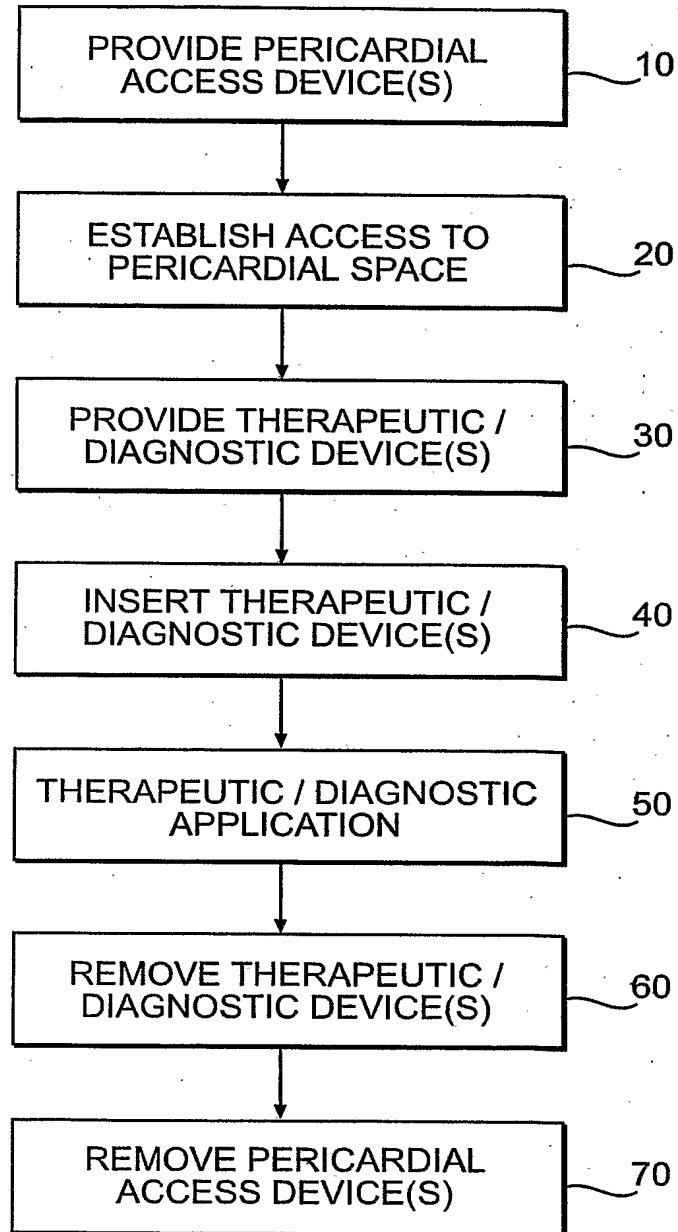 PROVIDE PERICARDIAL
ACCESS DEVICE(S)
10
ESTABLISH ACCESS TO
PERICARDIAL SPACE
20
PROVIDE THERAPEUTIC /
DIAGNOSTIC DEVICE(S)
30
INSERT THERAPEUTIC /
DIAGNOSTIC DEVICE(S)
40
THERAPEUTIC / DIAGNOSTIC
APPLICATION
50
REMOVE THERAPEUTIC /
DIAGNOSTIC DEVICE(S)
60
REMOVE PERICARDIAL
ACCESS DEVICE(S)
70